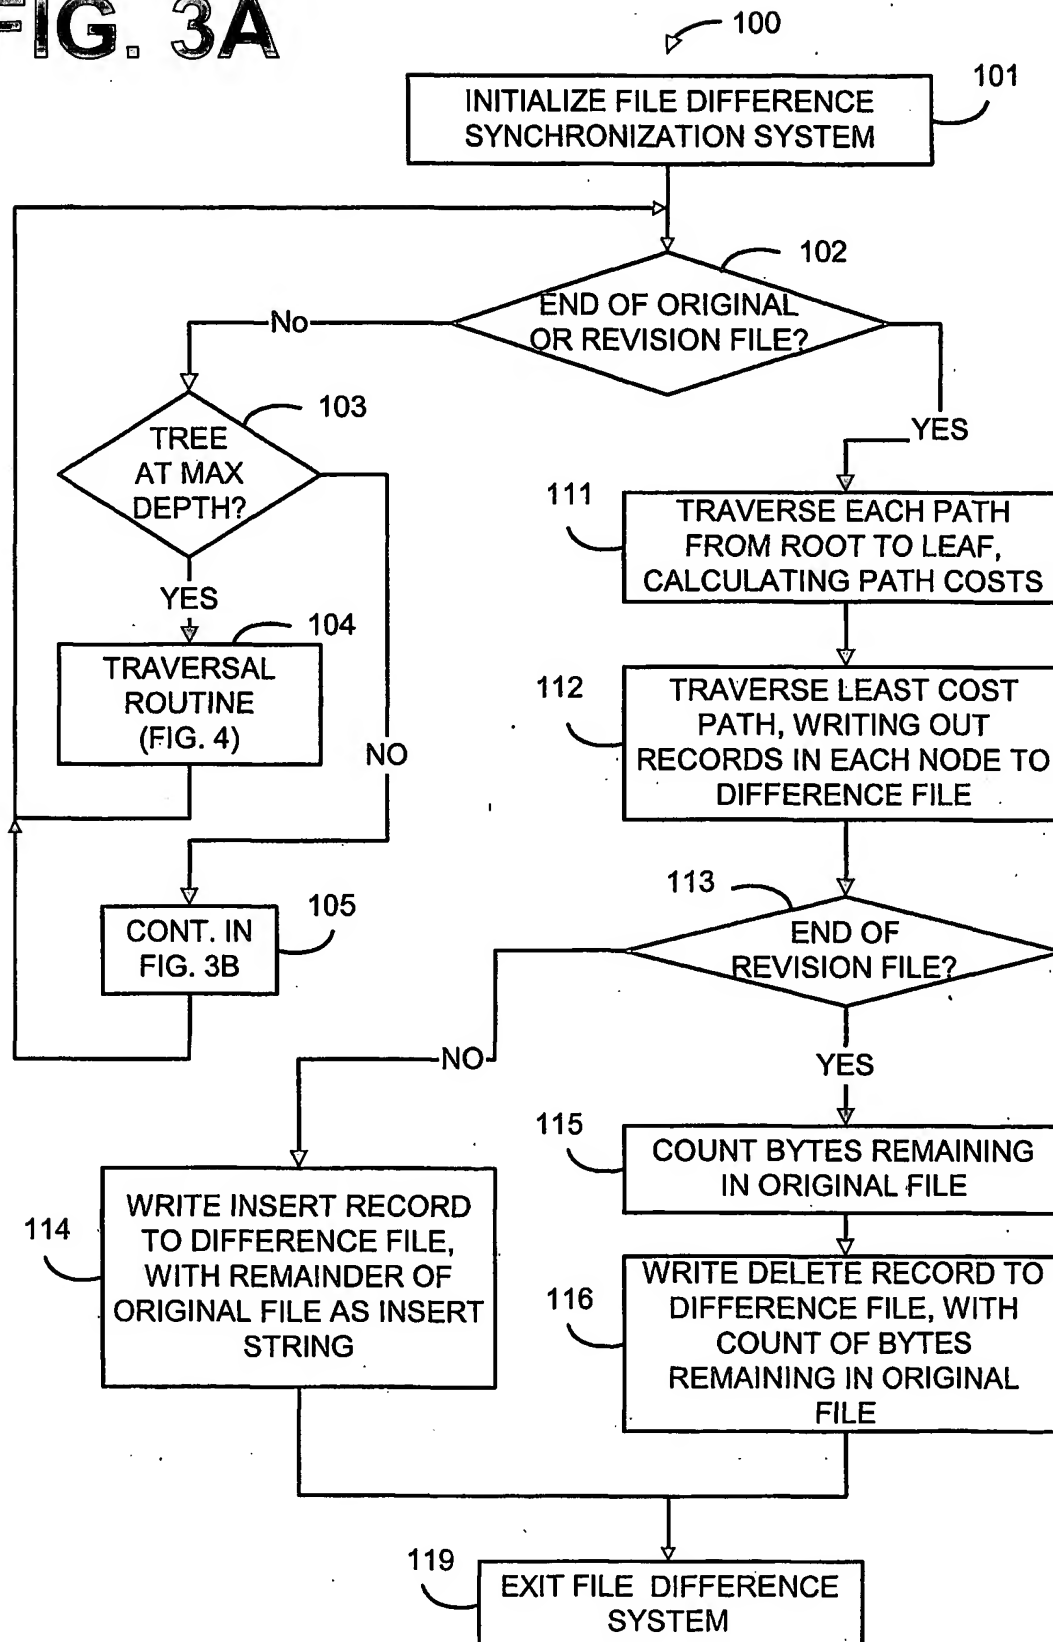 FIG. 3A
100
101
INITIALIZE FILE DIFFERENCE
SYNCHRONIZATION SYSTEM
102
END OF ORIGINAL
OR REVISION FILE?
No
YES
103
TREE
AT MAX
DEPTH?
YES
NO
104
TRAVERSAL
ROUTINE
(FIG. 4)
105
CONT. IN
FIG. 3B
111
TRAVERSE EACH PATH
FROM ROOT TO LEAF,
CALCULATING PATH COSTS
112
TRAVERSE LEAST COST
PATH, WRITING OUT
RECORDS IN EACH NODE TO
DIFFERENCE FILE
113
END OF
REVISION FILE?
NO
YES
114
WRITE INSERT RECORD
TO DIFFERENCE FILE,
WITH REMAINDER OF
ORIGINAL FILE AS INSERT
STRING
115
COUNT BYTES REMAINING
IN ORIGINAL FILE
116
WRITE DELETE RECORD TO
DIFFERENCE FILE, WITH
COUNT OF BYTES
REMAINING IN ORIGINAL
FILE
119
EXIT FILE DIFFERENCE
SYSTEM